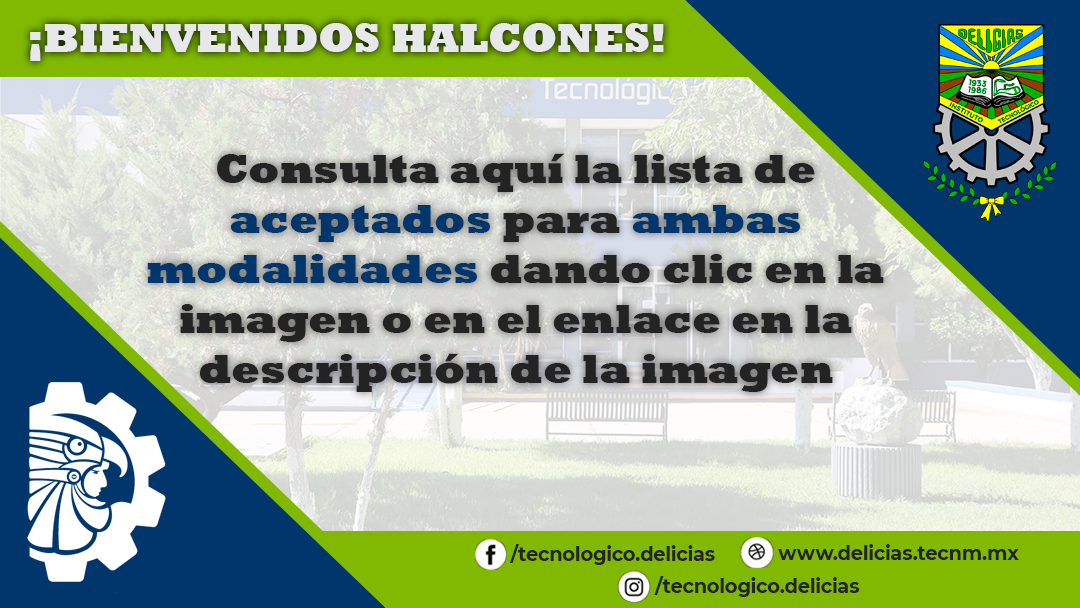 ¡BIENVENIDOS HALCONES!
DELICIAS
1933
1986
INSTITUTO TECNOLÓGICO
Tecnológic
Consulta aquí la lista de
aceptados para ambas
modalidades dando clic en la
imagen o en el enlace en la
descripción de la imagen
/tecnologico.delicias
www.delicias.tecnm.mx
/tecnologico.delicias